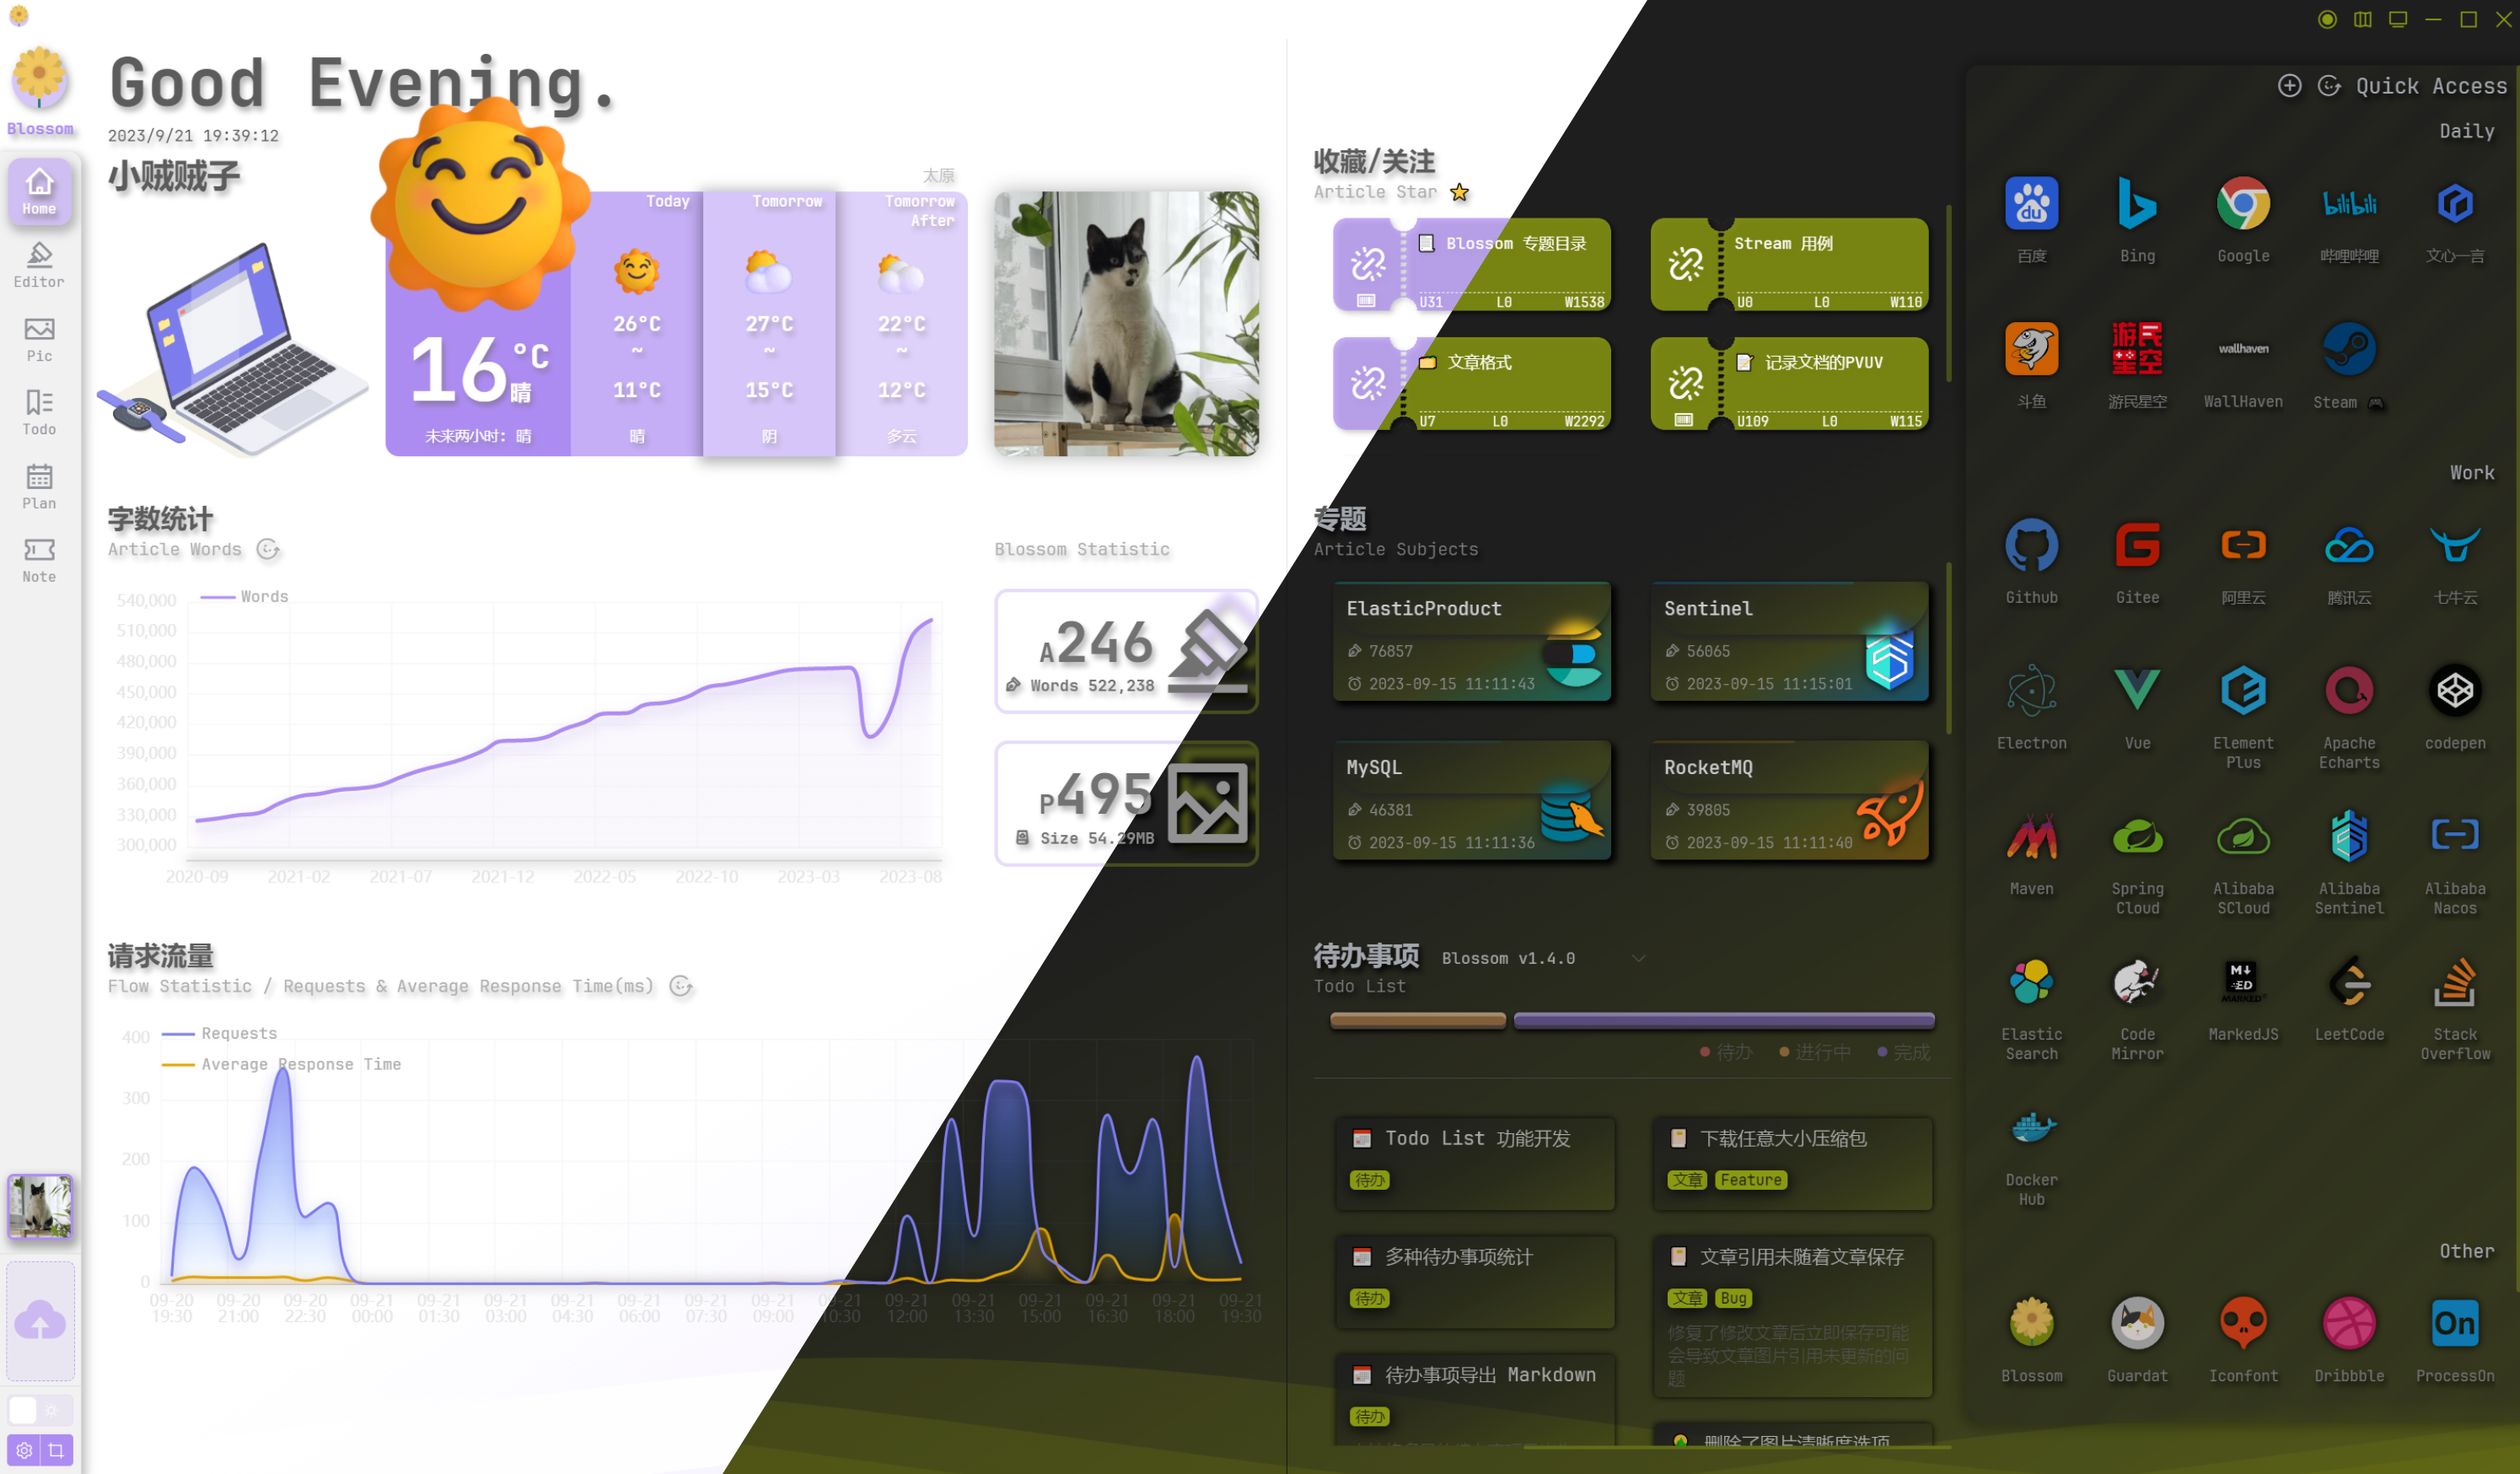 Blossom
Home
Editor
Pic
Todo
Plan
Note
Good Evening.
2023/9/21 19:39:12
小贼贼子
太原
16°C
晴
未来两小时: 晴
Today
26°C
~
11°C
晴
Tomorrow
27°C
~
15°C
阴
Tomorrow
After
22°C
~
12°C
多云
字数统计
Article Words
Words
540,000
510,000
480,000
450,000
420,000
390,000
360,000
330,000
300,000
2020-09 2021-02 2021-07 2021-12 2022-05 2022-10 2023-03 2023-08
Blossom Statistic
A246
Words 522,238
P495
Size 54.29MB
请求流量
Flow Statistic / Requests & Average Response Time(ms)
Requests
Average Response Time
400
300
200
100
0
09-20 09-20 09-20 09-21 09-21 09-21 09-21 09-21 09-21 09-21 09-21 09-21 09-21 09-21 09-21 09-21 09-21
19:30 21:00 22:30 00:00 01:30 03:00 04:30 06:00 07:30 09:00 10:30 12:00 13:30 15:00 16:30 18:00 19:30
收藏/关注
Article Star
Blossom 专题目录
U31 L0 W1538
Stream 用例
U0 L0 W110
文章格式
U7 L0 W2292
记录文档的PVUV
U109 L0 W115
专题
Article Subjects
ElasticProduct
76857
2023-09-15 11:11:43
Sentinel
56065
2023-09-15 11:15:01
MySQL
46381
2023-09-15 11:11:36
RocketMQ
39805
2023-09-15 11:11:40
待办事项 Blossom v1.4.0
Todo List
待办 进行中 完成
Todo List 功能开发
待办
多种待办事项统计
待办
待办事项导出 Markdown
待办
下载任意大小压缩包
文章 Feature
文章引用未随着文章保存
文章 Bug
修复了修改文章后立即保存可能
会导致文章图片引用未更新的问
题
删除了图片清晰度选项
Quick Access
Daily
du
百度
Bing
Google
bilibili
哔哩哔哩
文心一言
斗鱼
游民星空
游民星空
wallhaven
WallHaven
Steam
Work
Github
Gitee
阿里云
腾讯云
七牛云
Electron
Vue
Element
Plus
Apache
Echarts
codepen
Maven
Spring
Cloud
Alibaba
SCloud
Alibaba
Sentinel
Alibaba
Nacos
Elastic
Search
Code
Mirror
M↓
ED
MARKED
MarkedJS
LeetCode
Stack
Overflow
Docker
Hub
Other
Blossom
Guardat
Iconfont
Dribbble
On
ProcessOn